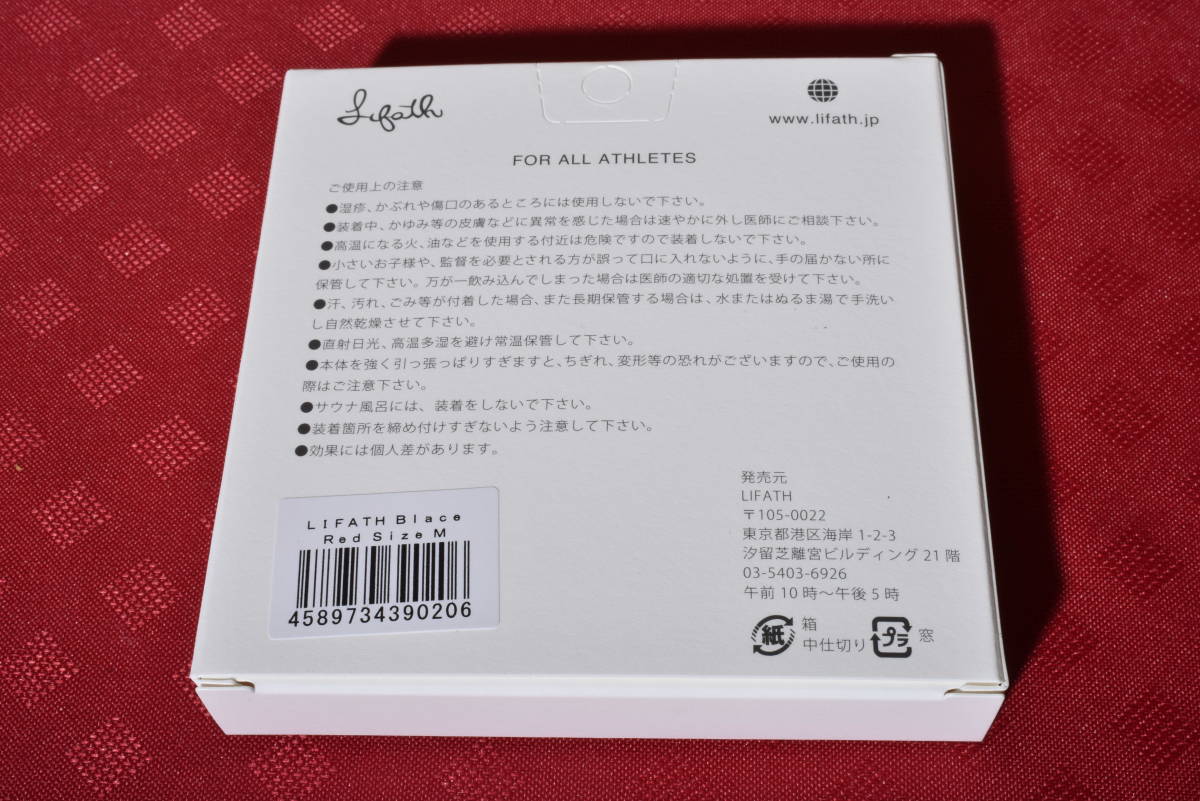 Lifath
www.lifath.jp
FOR ALL ATHLETES
ご使用上の注意
●湿疹、かぶれや傷口のあるところには使用しないで下さい。
●装着中、かゆみ等の皮膚などに異常を感じた場合は速やかに外し医師にご相談下さい。
●高温になる火、油などを使用する付近は危険ですので装着しないで下さい。
●小さいお子様や、監督を必要とされる方が誤って口に入れないように、手の届かない所に
保管して下さい。万が一飲み込んでしまった場合は医師の適切な処置を受けて下さい。
●汗、汚れ、ごみ等が付着した場合、また長期保管する場合は、水またはぬるま湯で手洗い
し自然乾燥させて下さい。
●直射日光、高温多湿を避け常温保管して下さい。
●本体を強く引っ張っぱりすぎますと、ちぎれ、変形等の恐れがございますので、ご使用の
際はご注意下さい。
●サウナ風呂には、装着をしないで下さい。
●装着箇所を締め付けすぎないよう注意して下さい。
●効果には個人差があります。
LIFATH Blace
Red Size M
4589734390206
発売元
LIFATH
〒105-0022
東京都港区海岸 1-2-3
汐留芝離宮ビルディング 21 階
03-5403-6926
午前 10 時～午後 5 時
紙 箱
中仕切り プラ 窓